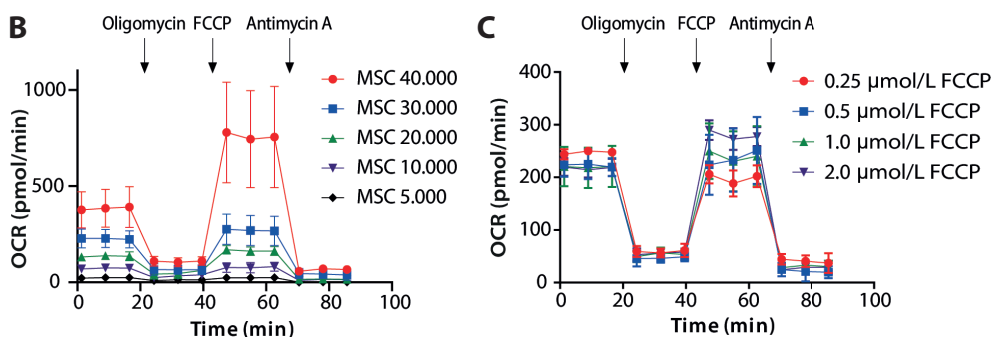 B
Oligomycin FCCP Antimycin A
OCR (pmol/min)
1000
500
0
0 20 40 60 80 100
Time (min)
MSC 40.000
MSC 30.000
MSC 20.000
MSC 10.000
MSC 5.000
C
Oligomycin FCCP Antimycin A
OCR (pmol/min)
400
300
200
100
0
0 20 40 60 80 100
Time (min)
0.25 µmol/L FCCP
0.5 µmol/L FCCP
1.0 µmol/L FCCP
2.0 µmol/L FCCP